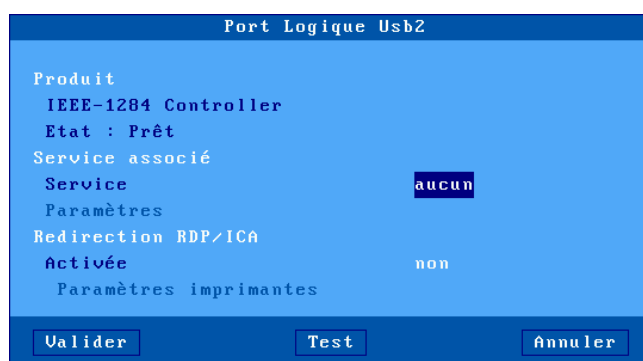 Port Logique Usb2
Produit
IEEE-1284 Controller
Etat : Prêt
Service associé
Service aucun
Paramètres
Redirection RDP/ICA
Activée non
Paramètres imprimantes
Valider Test Annuler